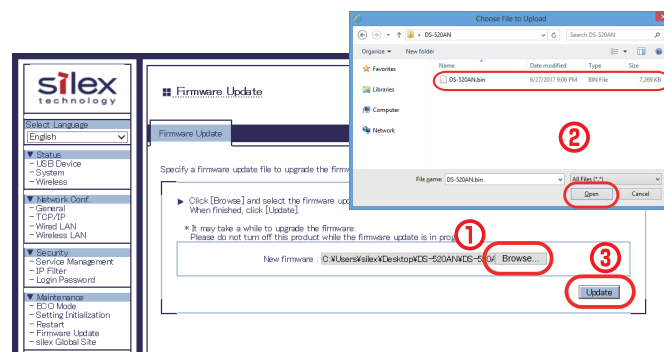 Choose File to Upload
DS-520AN
Search DS-520AN
Organize ▼ New folder
Name Date modified Type Size
Favorites
DS-520AN.bin 6/27/2017 9:06 PM BIN File 7,269 KB
Libraries
Computer
Network
②
File name: DS-520AN.bin All Files (*.*)
Open Cancel
silex
technology
Select Language
English
▼ Status
- USB Device
- System
- Wireless
▼ Network Conf
- General
- TCP/IP
- Wired LAN
- Wireless LAN
▼ Security
- Service Management
- IP Filter
- Login Password
▼ Maintenance
- ECO Mode
- Setting Initialization
- Restart
- Firmware Update
- silex Global Site
Firmware Update
Firmware Update
Specify a firmware update file to upgrade the firmw
Click [Browse] and select the firmware upd
When finished, click [Update].
* It may take a while to upgrade the firmware.
Please do not turn off this product while the firmware update is in prog
①
New firmware : C:¥Users¥silex¥Desktop¥DS-520AN¥DS-520A Browse...
③
Update